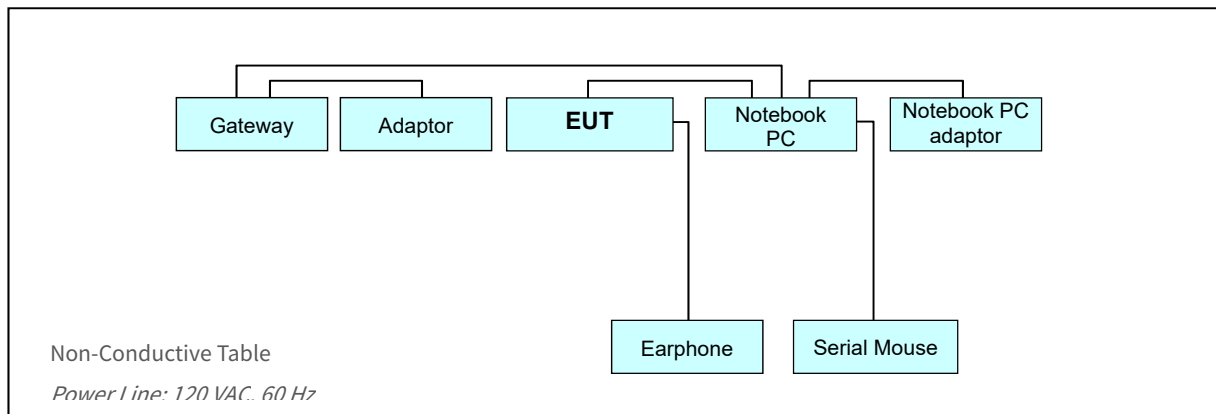 Gateway
Adaptor
EUT
Notebook
PC
Notebook PC
adaptor
Earphone
Serial Mouse
Non-Conductive Table
Power Line: 120 VAC, 60 Hz